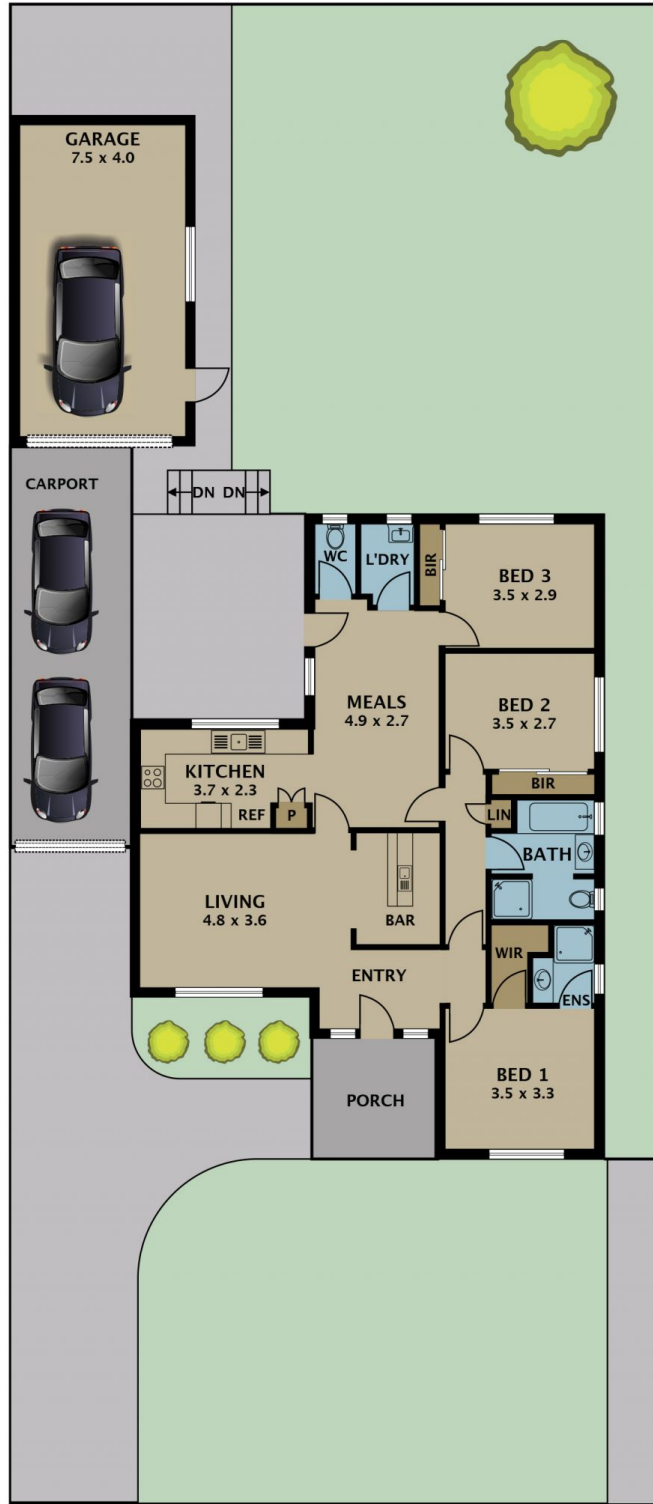 GARAGE
7.5 x 4.0
CARPORT
DN DN
WC
L'DRY
BIR
BED 3
3.5 x 2.9
MEALS
4.9 x 2.7
BED 2
3.5 x 2.7
BIR
KITCHEN
3.7 x 2.3
REF
P
LIN
BATH
LIVING
4.8 x 3.6
BAR
WIR
ENTRY
ENS
BED 1
3.5 x 3.3
PORCH